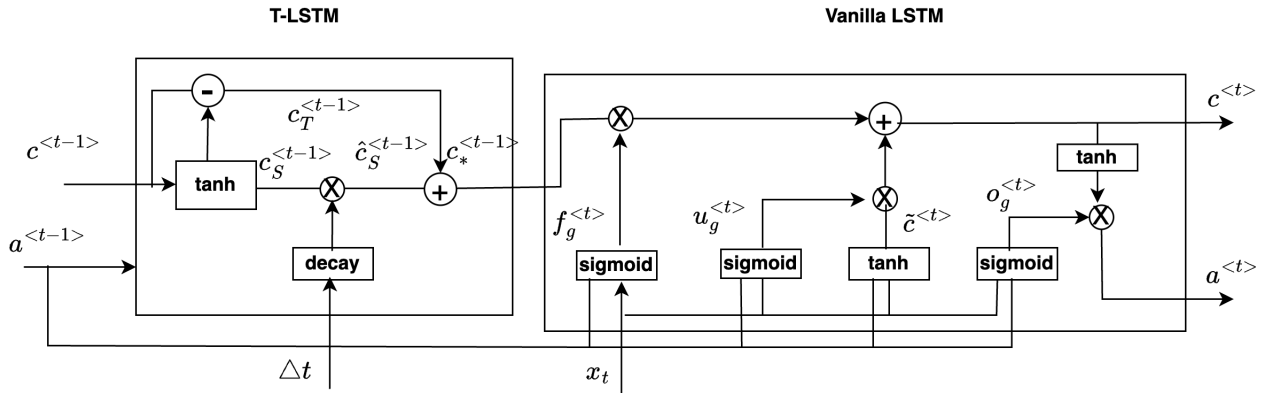 T-LSTM
Vanilla LSTM
-
c^{<t-1>}
c_T^{<t-1>}
c_S^{<t-1>}
ĉ_S^{<t-1>}
c_*^{<t-1>}
tanh
X
+
a^{<t-1>}
decay
△t
X
+
c^{<t>}
tanh
f_g^{<t>}
u_g^{<t>}
X
c̃^{<t>}
o_g^{<t>}
X
sigmoid
sigmoid
tanh
sigmoid
a^{<t>}
x_t